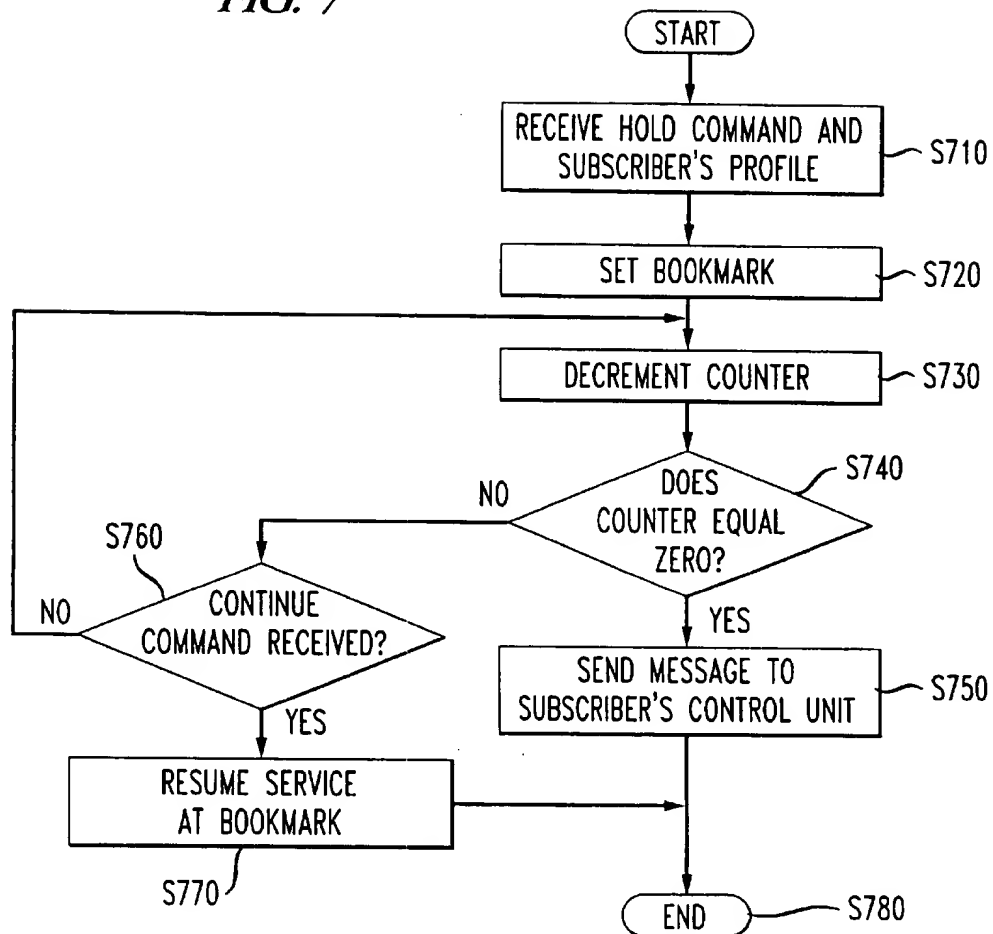 FIG. 7
START
RECEIVE HOLD COMMAND AND
SUBSCRIBER'S PROFILE
S710
SET BOOKMARK
S720
DECREMENT COUNTER
S730
DOES
COUNTER EQUAL
ZERO?
S740
NO
YES
S760
CONTINUE
COMMAND RECEIVED?
NO
YES
SEND MESSAGE TO
SUBSCRIBER'S CONTROL UNIT
S750
RESUME SERVICE
AT BOOKMARK
S770
END
S780